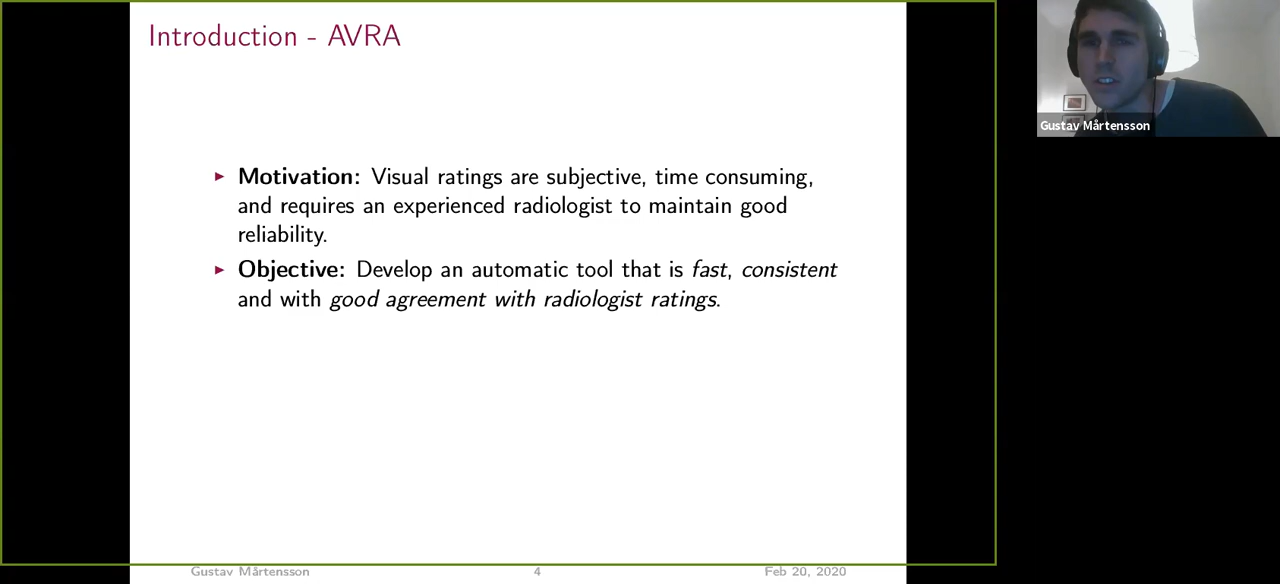 Introduction - AVRA
Motivation: Visual ratings are subjective, time consuming,
and requires an experienced radiologist to maintain good
reliability.
Objective: Develop an automatic tool that is fast, consistent
and with good agreement with radiologist ratings.
Gustav Mårtensson
4
Feb 20, 2020
Gustav Mårtensson